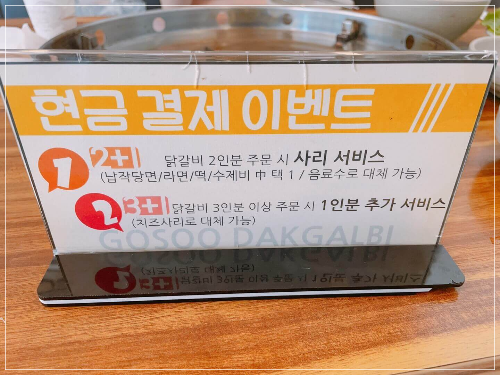 현금 결제 이벤트
1 2+1 닭갈비 2인분 주문 시 사리 서비스
(납작당면/라면/떡/수제비 中 택 1 / 음료수로 대체 가능)
2 3+1 닭갈비 3인분 이상 주문 시 1인분 추가 서비스
(치즈사리로 대체 가능)
GOSOO DAKGALBI